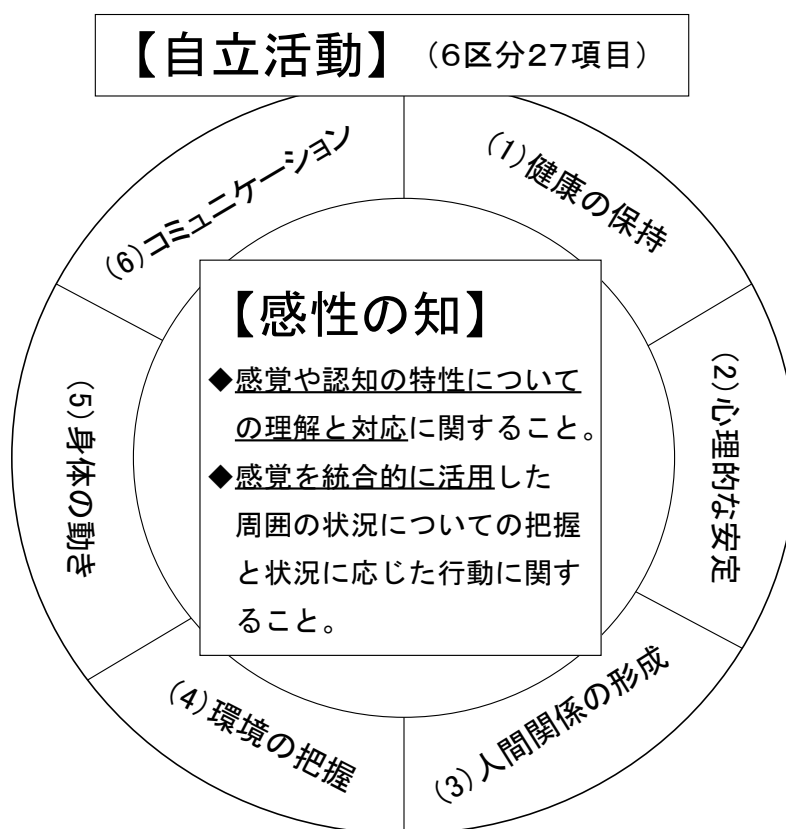 【自立活動】（6区分27項目）
(1)健康の保持
(2)心理的な安定
(3)人間関係の形成
(4)環境の把握
(5)身体の動き
(6)コミュニケーション
【感性の知】
◆感覚や認知の特性について
の理解と対応に関すること。
◆感覚を統合的に活用した
周囲の状況についての把握
と状況に応じた行動に関す
ること。